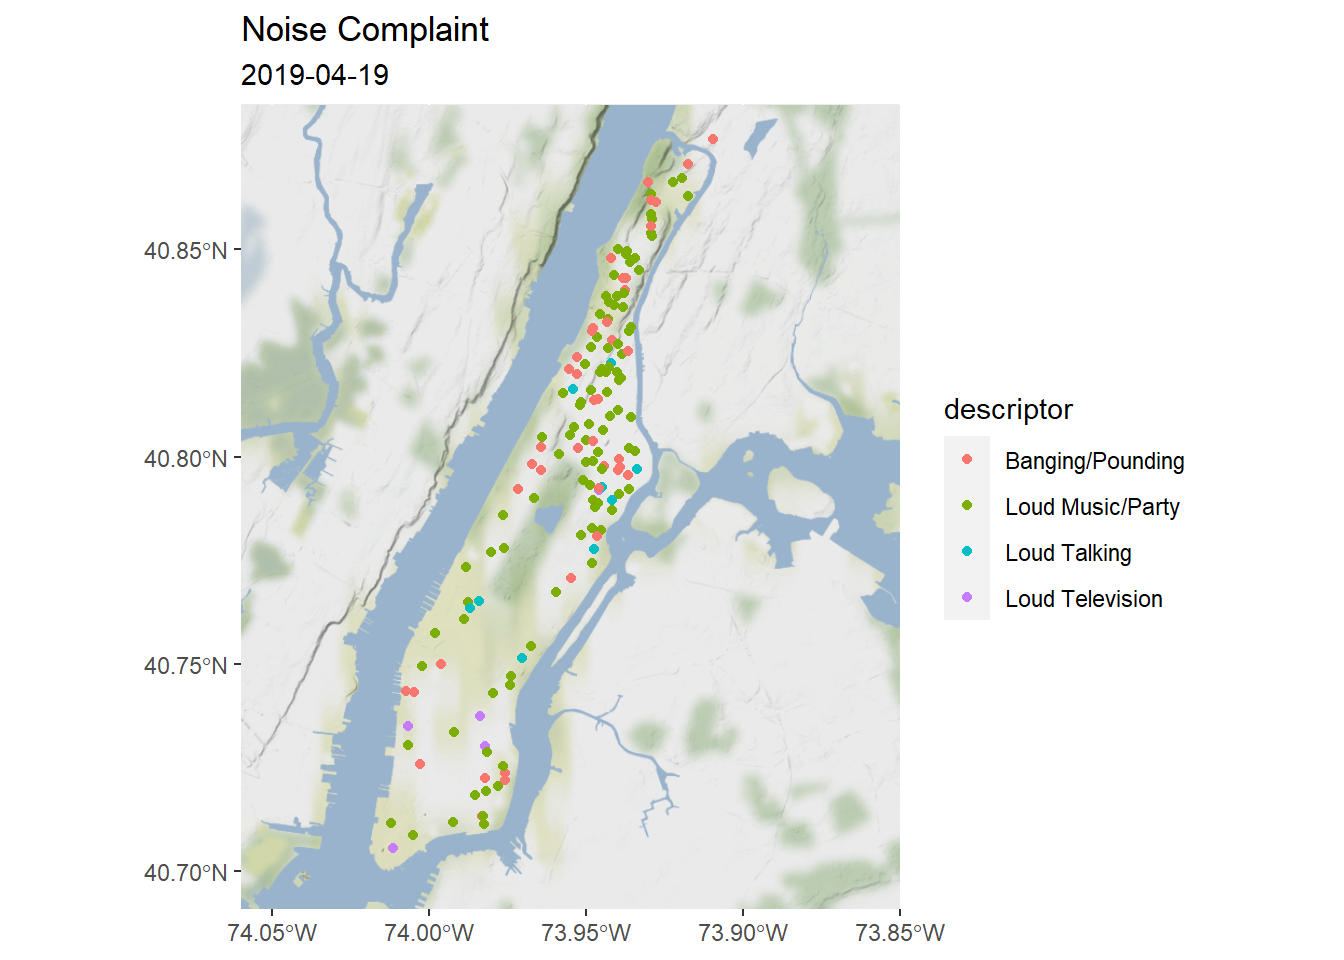 Noise Complaint
2019-04-19
40.85°N
40.80°N
40.75°N
40.70°N
74.05°W 74.00°W 73.95°W 73.90°W 73.85°W
descriptor
Banging/Pounding
Loud Music/Party
Loud Talking
Loud Television